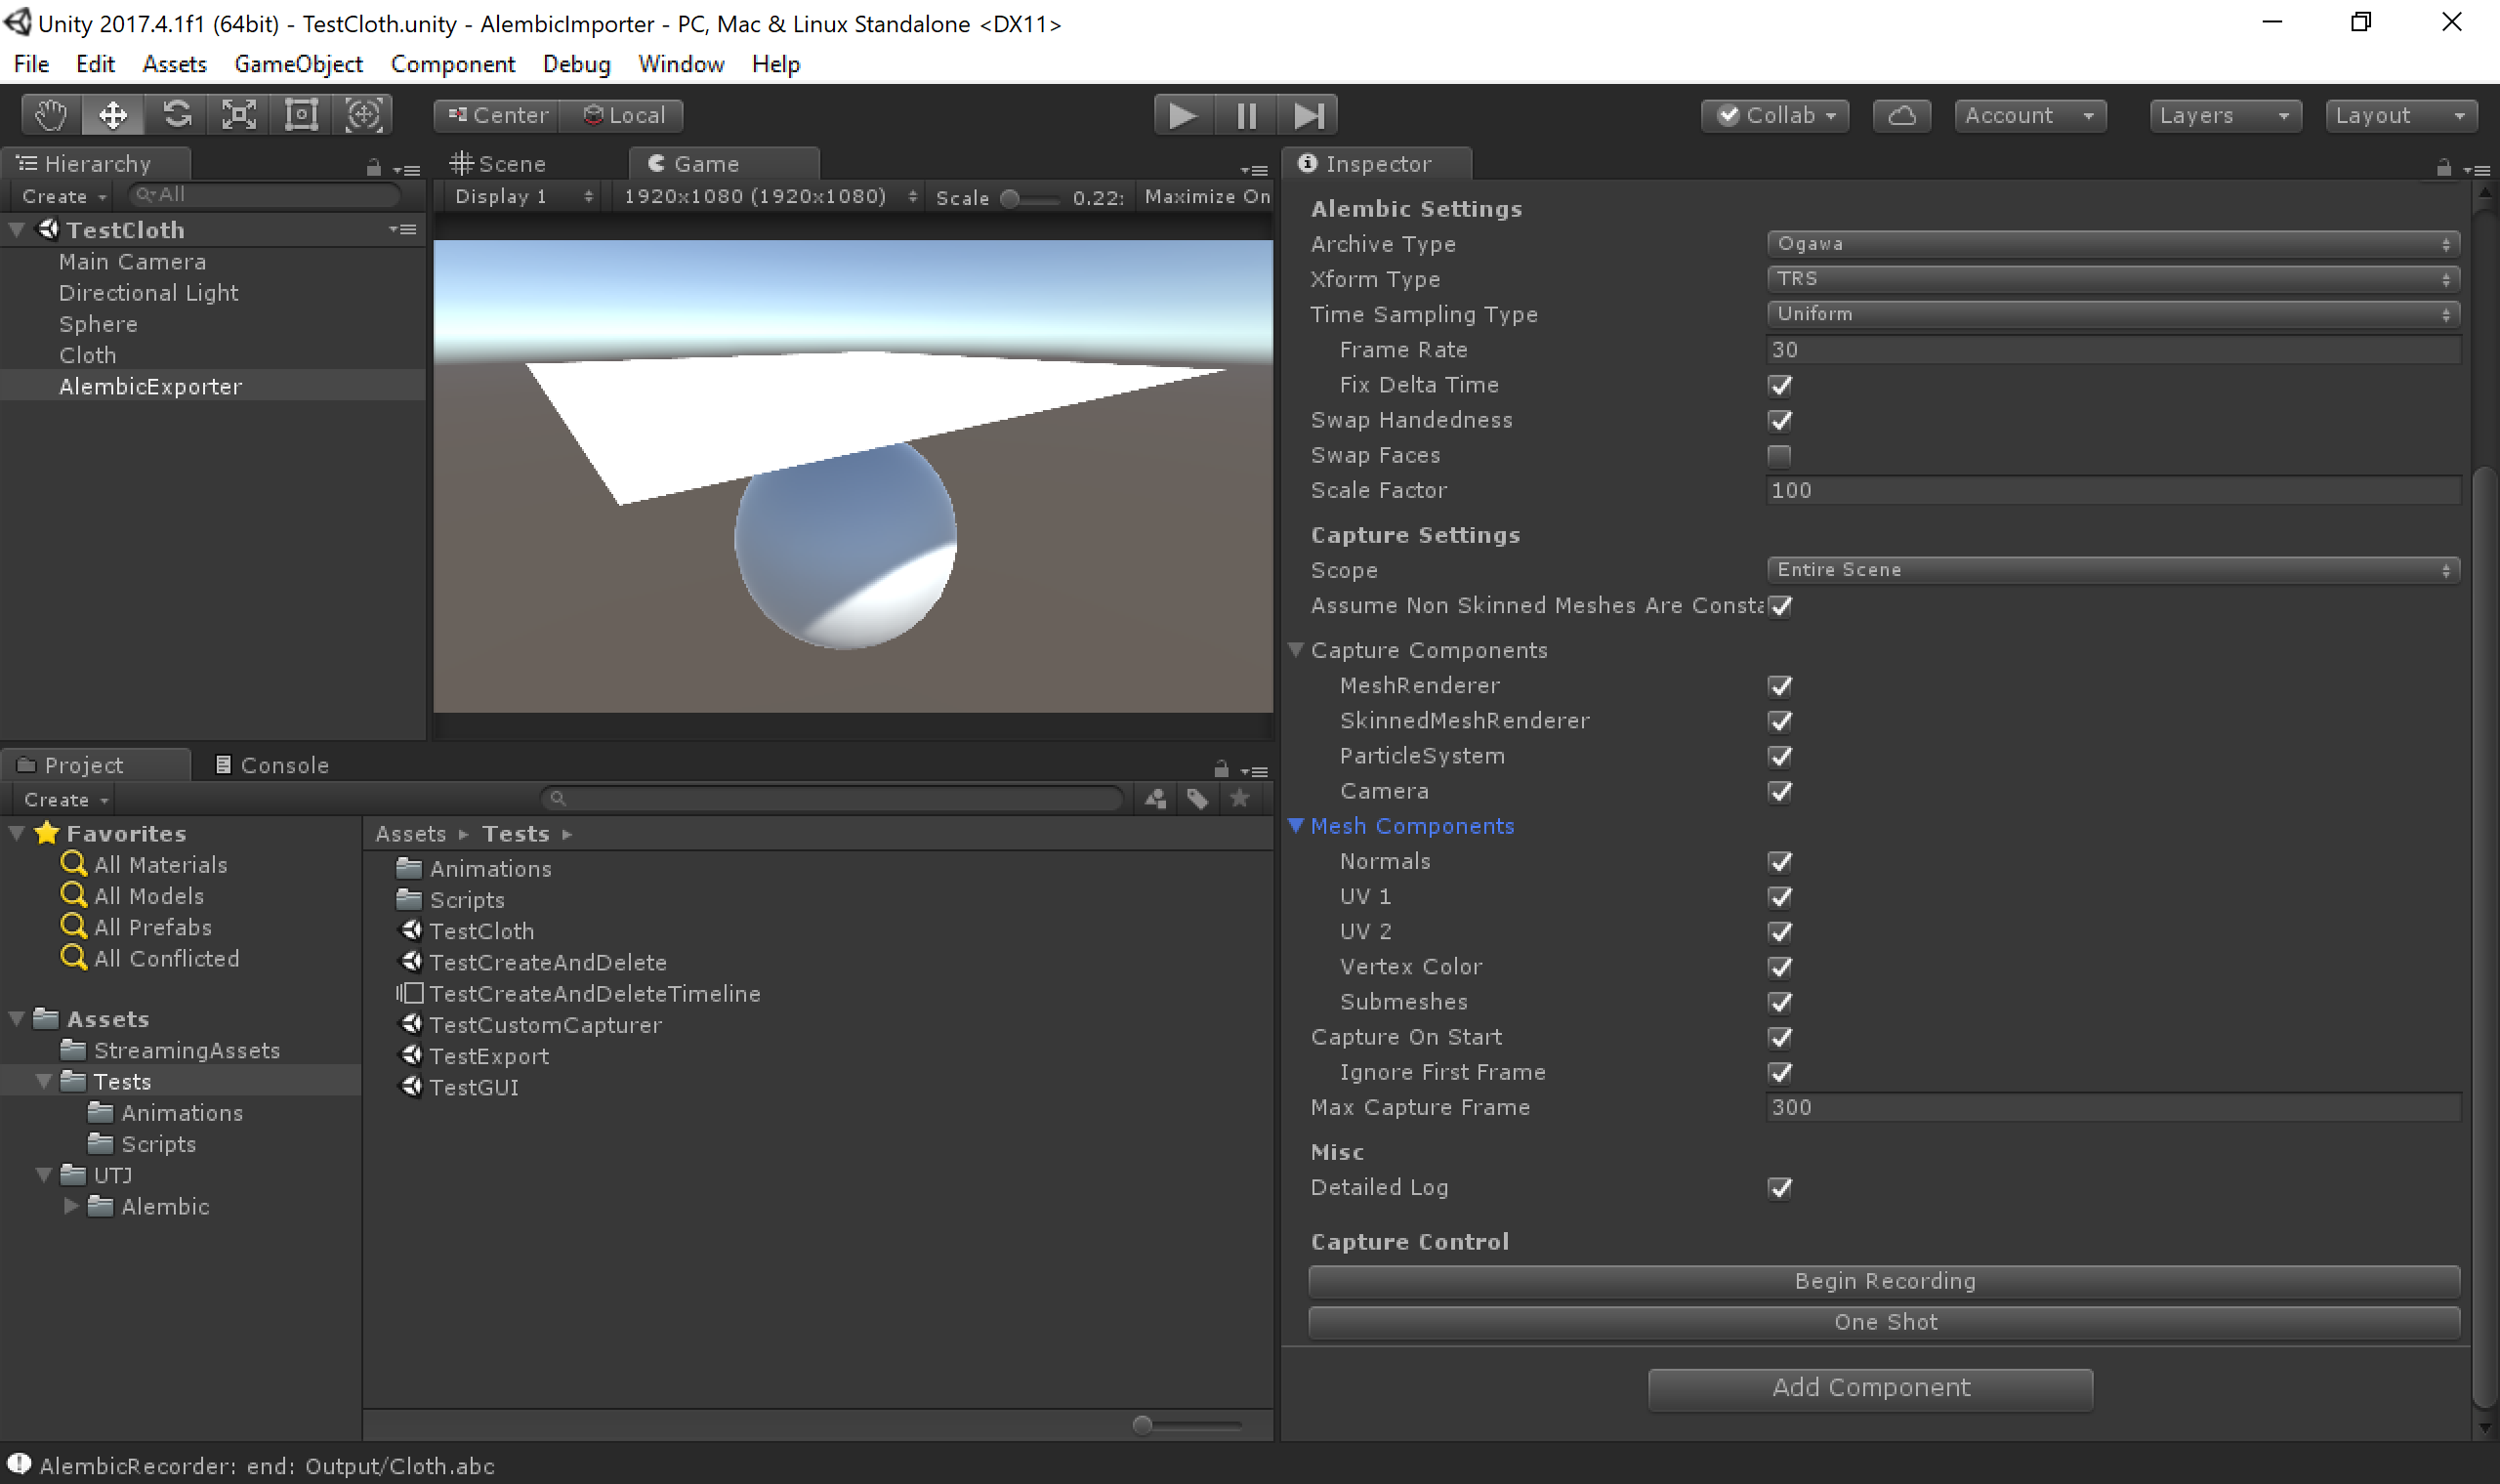 Unity 2017.4.1f1 (64bit) - TestCloth.unity - AlembicImporter - PC, Mac & Linux Standalone <DX11>
File Edit Assets GameObject Component Debug Window Help
Center Local Collab Account Layers Layout
Hierarchy
Create All
TestCloth
Main Camera
Directional Light
Sphere
Cloth
AlembicExporter
Scene Game
Display 1 1920x1080 (1920x1080) Scale 0.22: Maximize On
Project Console
Create
Favorites
All Materials
All Models
All Prefabs
All Conflicted
Assets
StreamingAssets
Tests
Animations
Scripts
UTJ
Alembic
Assets ▸ Tests ▸
Animations
Scripts
TestCloth
TestCreateAndDelete
TestCreateAndDeleteTimeline
TestCustomCapturer
TestExport
TestGUI
Inspector
Alembic Settings
Archive Type Ogawa
Xform Type TRS
Time Sampling Type Uniform
Frame Rate 30
Fix Delta Time
Swap Handedness
Swap Faces
Scale Factor 100
Capture Settings
Scope Entire Scene
Assume Non Skinned Meshes Are Consta
Capture Components
MeshRenderer
SkinnedMeshRenderer
ParticleSystem
Camera
Mesh Components
Normals
UV 1
UV 2
Vertex Color
Submeshes
Capture On Start
Ignore First Frame
Max Capture Frame 300
Misc
Detailed Log
Capture Control
Begin Recording
One Shot
Add Component
AlembicRecorder: end: Output/Cloth.abc